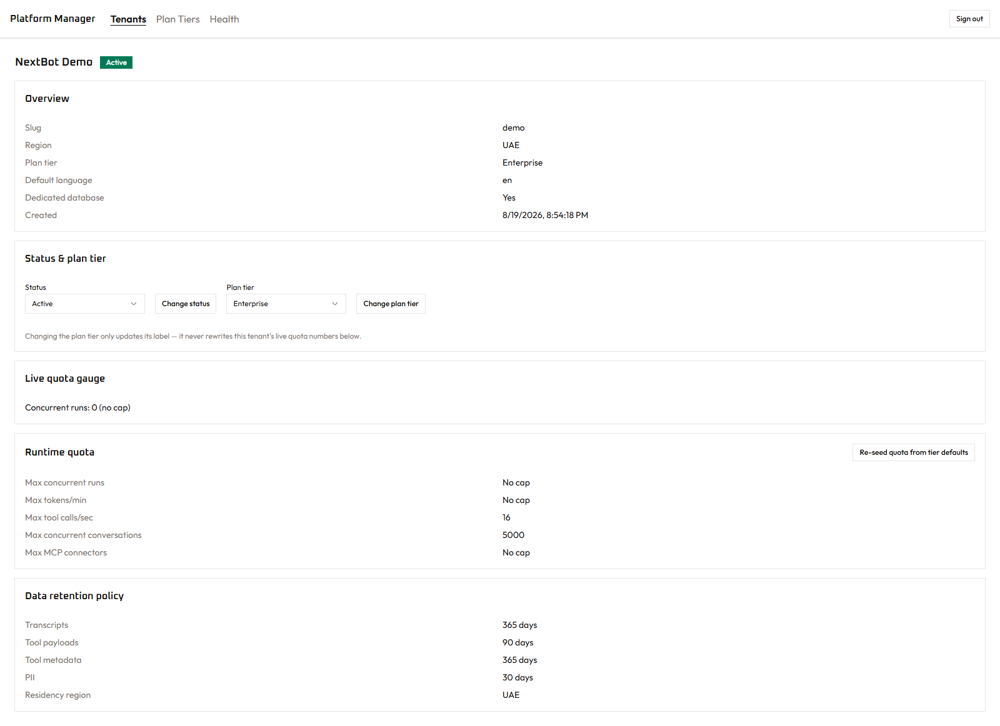 Platform Manager Tenants Plan Tiers Health Sign out
NextBot Demo Active
Overview
Slug demo
Region UAE
Plan tier Enterprise
Default language en
Dedicated database Yes
Created 8/19/2026, 8:54:18 PM
Status & plan tier
Status Plan tier
Active Change status Enterprise Change plan tier
Changing the plan tier only updates its label — it never rewrites this tenant's live quota numbers below.
Live quota gauge
Concurrent runs: 0 (no cap)
Runtime quota Re-seed quota from tier defaults
Max concurrent runs No cap
Max tokens/min No cap
Max tool calls/sec 16
Max concurrent conversations 5000
Max MCP connectors No cap
Data retention policy
Transcripts 365 days
Tool payloads 90 days
Tool metadata 365 days
PII 30 days
Residency region UAE